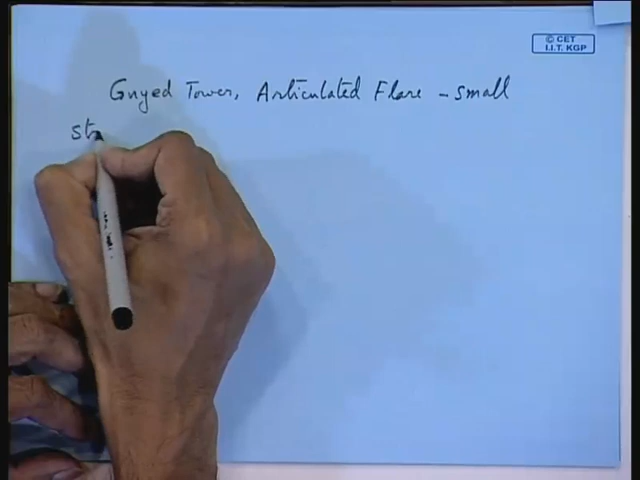 © CET
I.I.T. KGP
Guyed Tower, Articulated Flare - small
st